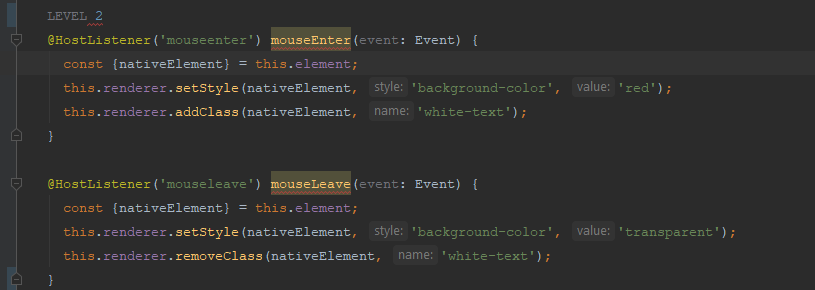 LEVEL 2
@HostListener('mouseenter') mouseEnter(event: Event) {
const {nativeElement} = this.element;
this.renderer.setStyle(nativeElement, style: 'background-color', value: 'red');
this.renderer.addClass(nativeElement, name: 'white-text');
}
@HostListener('mouseleave') mouseLeave(event: Event) {
const {nativeElement} = this.element;
this.renderer.setStyle(nativeElement, style: 'background-color', value: 'transparent');
this.renderer.removeClass(nativeElement, name: 'white-text');
}